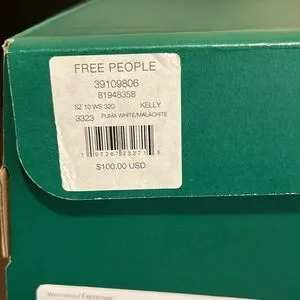 FREE PEOPLE
39109806
81948358
SZ 10 WS 320 KELLY
3323 PUMA WHITE/MALACHITE
$100.00 USD